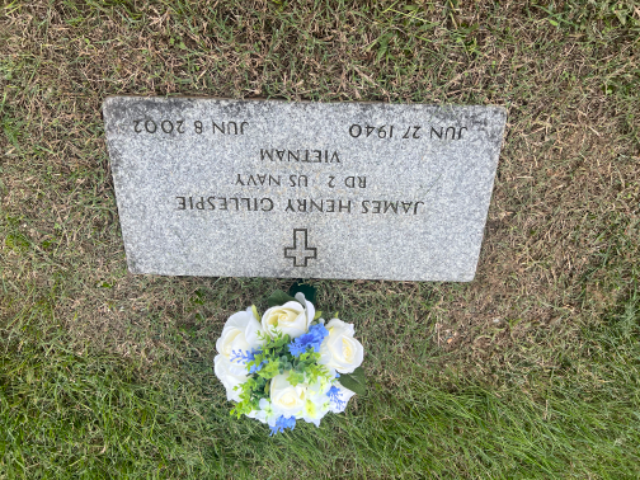 JAMES HENRY GILLESPIE
RD 2 US NAVY
VIETNAM
JUN 27 1940 JUN 8 2002